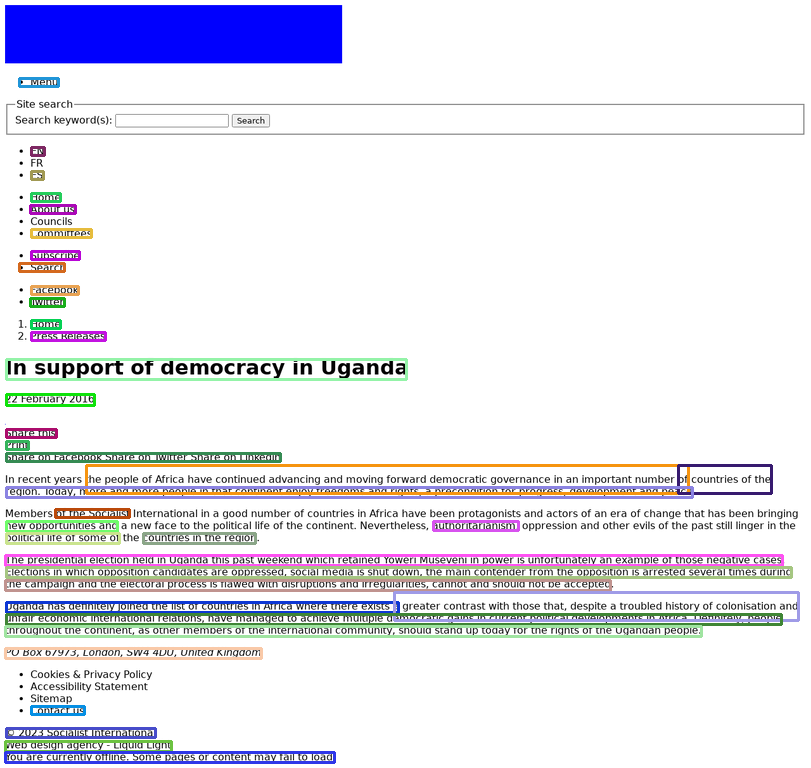 Menu
Site search
Search keyword(s): Search
EN
FR
ES
Home
About us
Councils
Committees
Subscribe
Search
Facebook
Twitter
1. Home
2. Press Releases
In support of democracy in Uganda
22 February 2016
Share this
Print
Share on Facebook Share on Twitter Share on LinkedIn
In recent years the people of Africa have continued advancing and moving forward democratic governance in an important number of countries of the
region. Today, more and more people in that continent enjoy freedoms and rights, a precondition for progress, development and peace.
Members of the Socialist International in a good number of countries in Africa have been protagonists and actors of an era of change that has been bringing
new opportunities and a new face to the political life of the continent. Nevertheless, authoritarianism, oppression and other evils of the past still linger in the
political life of some of the countries in the region.
The presidential election held in Uganda this past weekend which retained Yoweri Museveni in power is unfortunately an example of those negative cases.
Elections in which opposition candidates are oppressed, social media is shut down, the main contender from the opposition is arrested several times during
the campaign and the electoral process is flawed with disruptions and irregularities, cannot and should not be accepted.
Uganda has definitely joined the list of countries in Africa where there exists a greater contrast with those that, despite a troubled history of colonisation and
unfair economic international relations, have managed to achieve multiple democratic gains in current political developments in Africa. Definitely, people
throughout the continent, as other members of the international community, should stand up today for the rights of the Ugandan people.
PO Box 67973, London, SW4 4DU, United Kingdom
Cookies & Privacy Policy
Accessibility Statement
Sitemap
Contact us
© 2023 Socialist International
Web design agency - Liquid Light
You are currently offline. Some pages or content may fail to load.